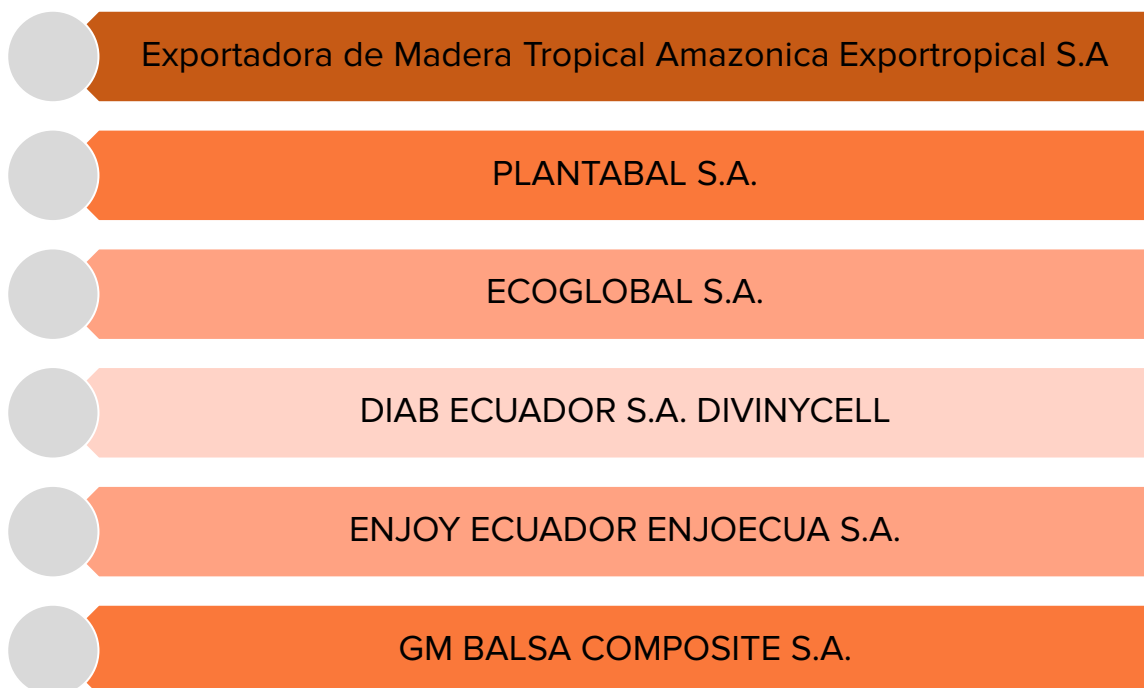 Exportadora de Madera Tropical Amazonica Exportropical S.A
PLANTABAL S.A.
ECOGLOBAL S.A.
DIAB ECUADOR S.A. DIVINYCELL
ENJOY ECUADOR ENJOECUA S.A.
GM BALSA COMPOSITE S.A.